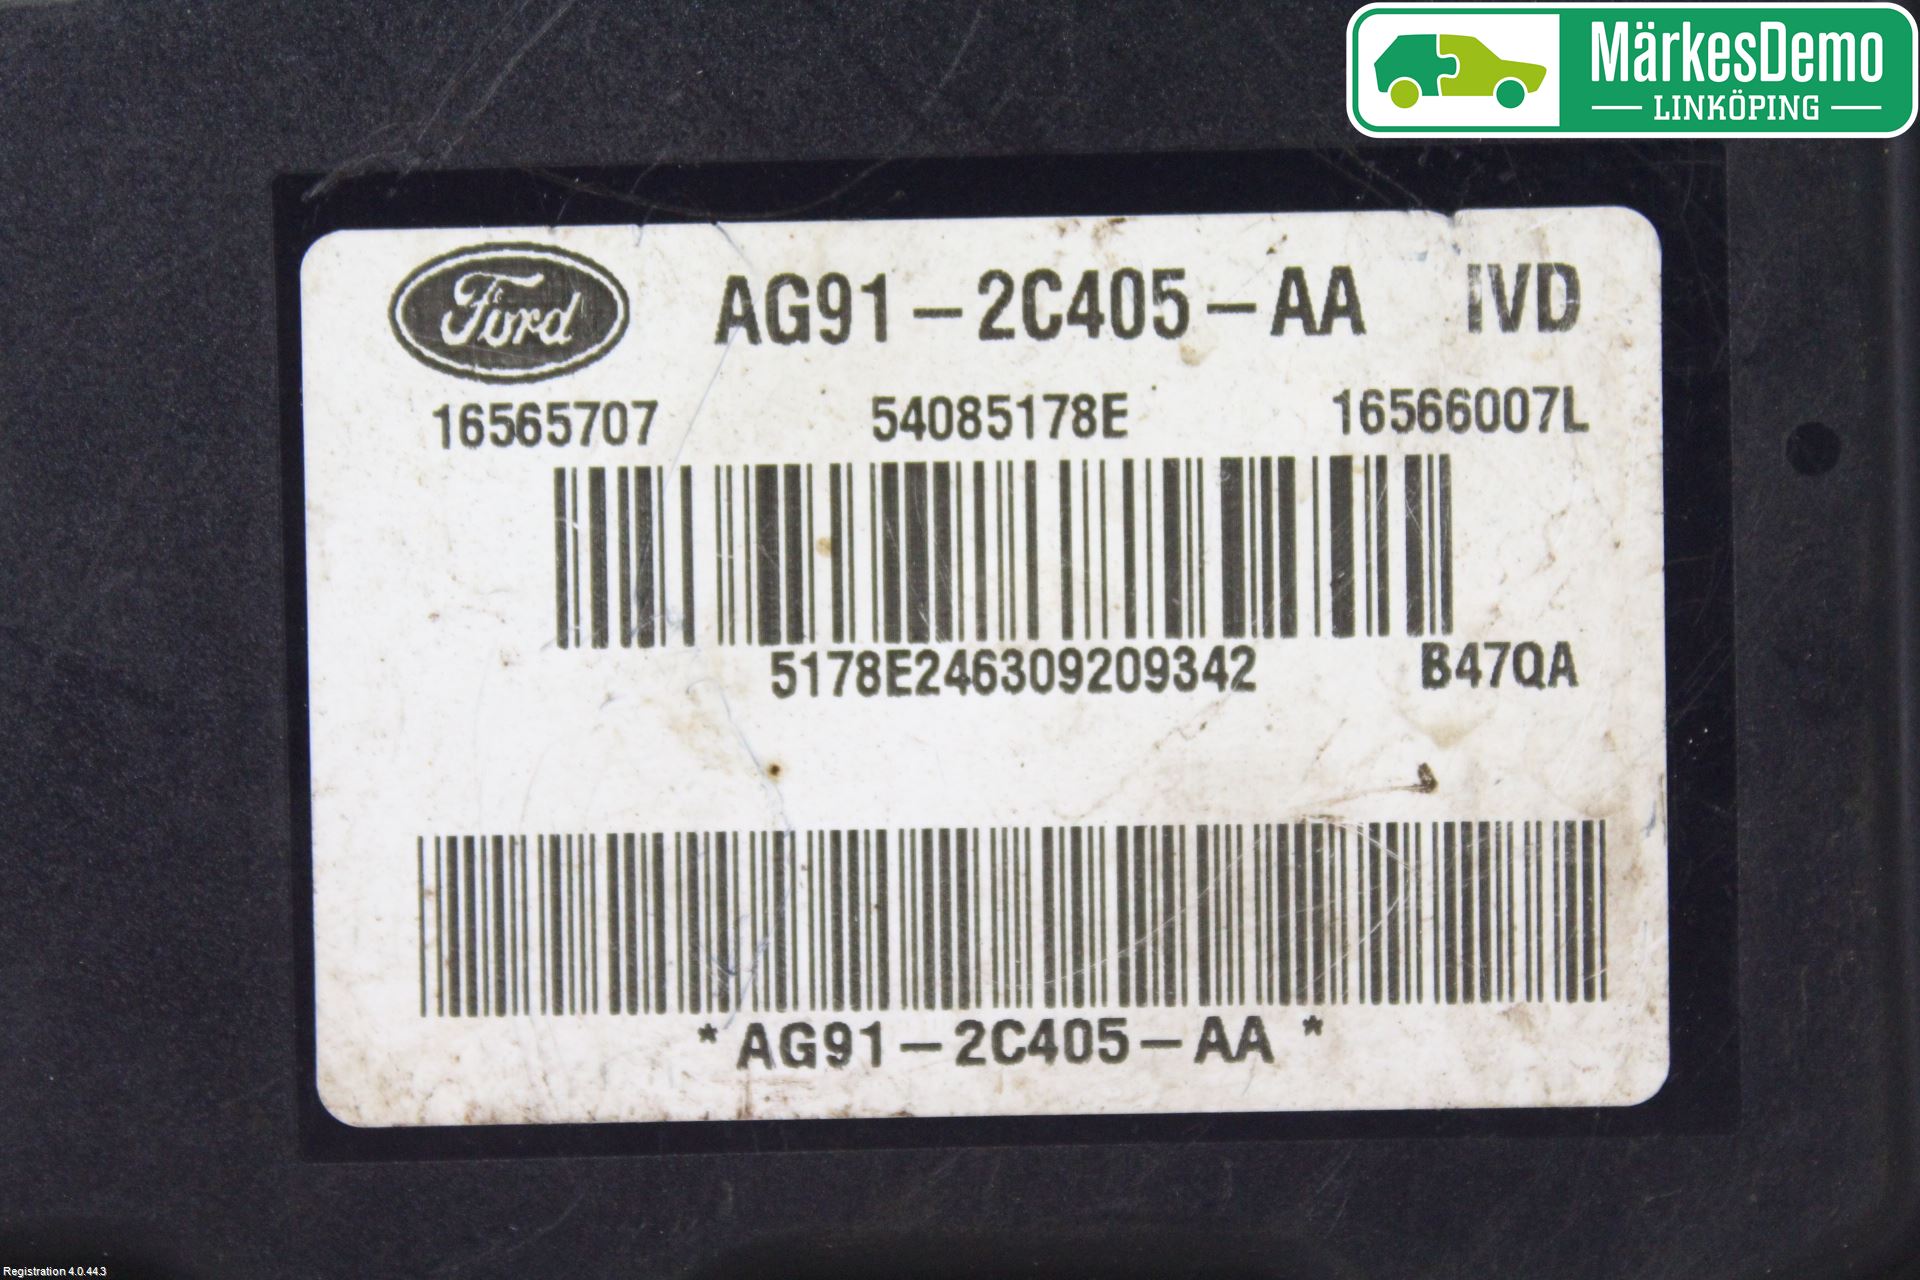 MärkesDemo
LINKÖPING
Ford AG91-2C405-AA IVD
16565707 54085178E 16566007L
5178E246309209342 B47QA
*AG91-2C405-AA*
Registration 4.0.44.3